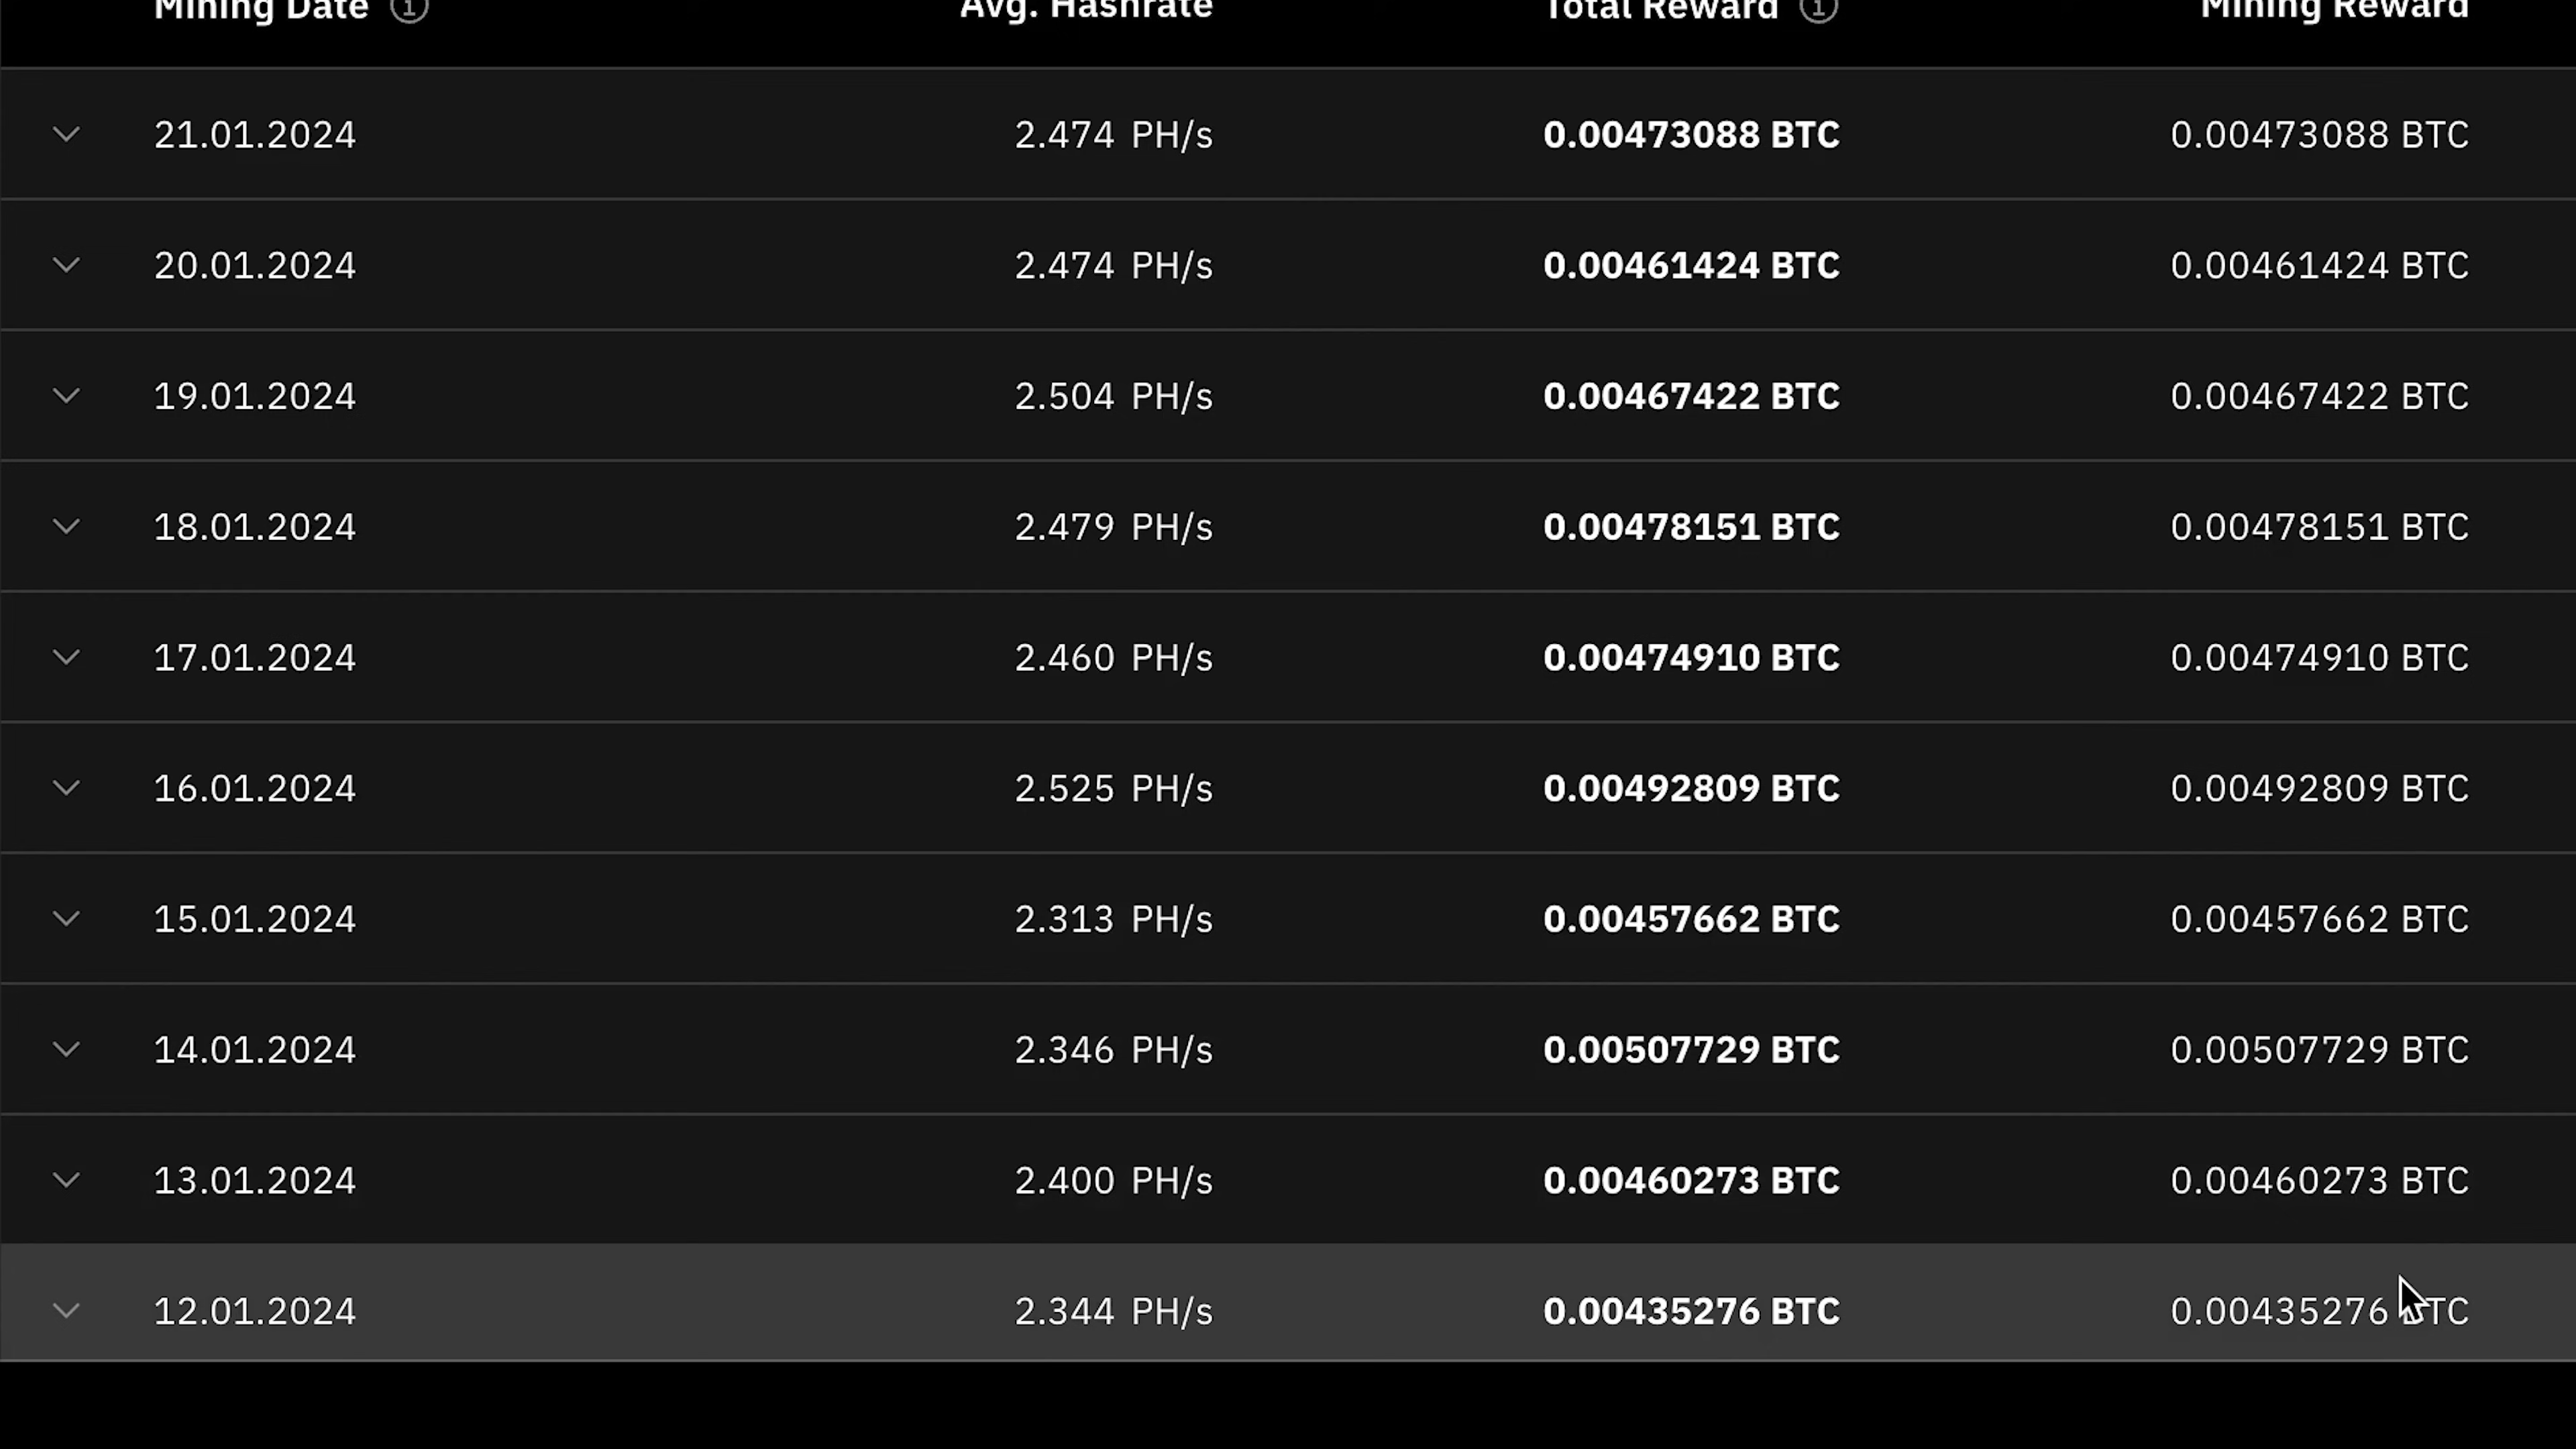 Mining Date Avg. Hashrate Total Reward Mining Reward
21.01.2024 2.474 PH/s 0.00473088 BTC 0.00473088 BTC
20.01.2024 2.474 PH/s 0.00461424 BTC 0.00461424 BTC
19.01.2024 2.504 PH/s 0.00467422 BTC 0.00467422 BTC
18.01.2024 2.479 PH/s 0.00478151 BTC 0.00478151 BTC
17.01.2024 2.460 PH/s 0.00474910 BTC 0.00474910 BTC
16.01.2024 2.525 PH/s 0.00492809 BTC 0.00492809 BTC
15.01.2024 2.313 PH/s 0.00457662 BTC 0.00457662 BTC
14.01.2024 2.346 PH/s 0.00507729 BTC 0.00507729 BTC
13.01.2024 2.400 PH/s 0.00460273 BTC 0.00460273 BTC
12.01.2024 2.344 PH/s 0.00435276 BTC 0.00435276 BTC